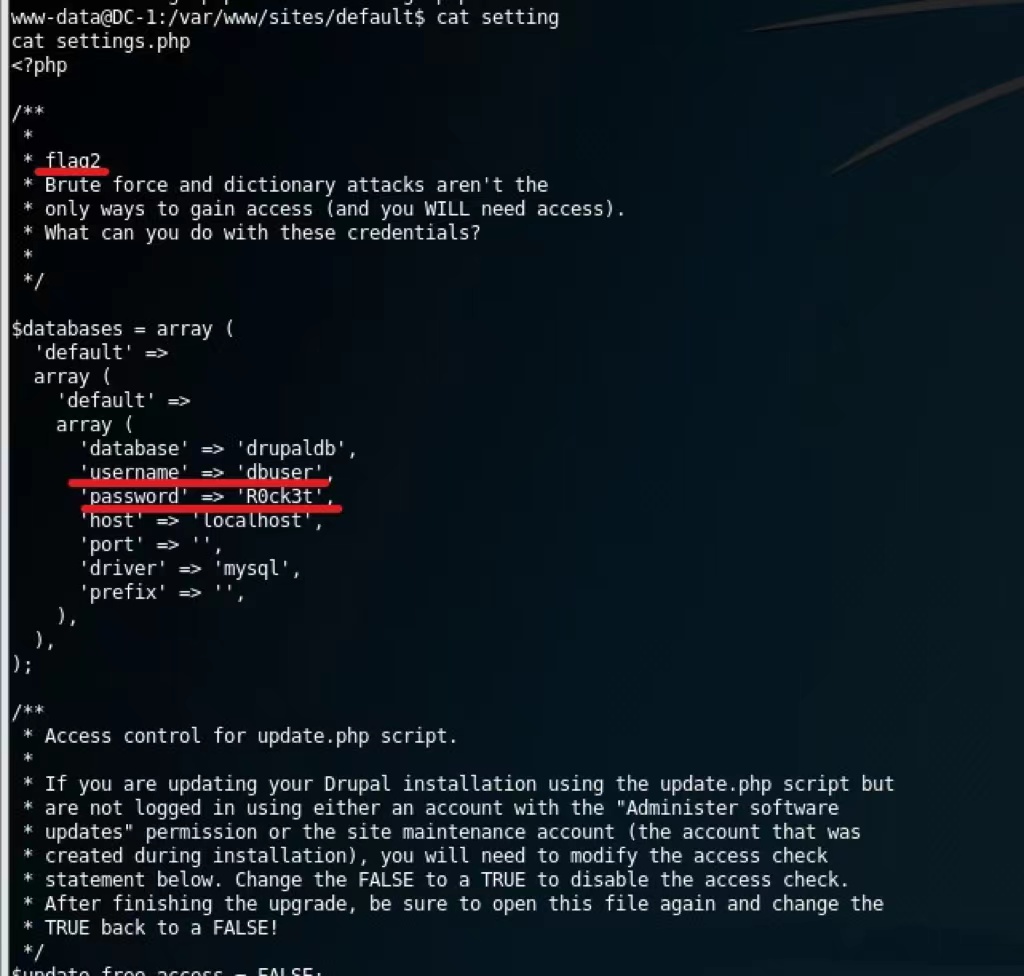 www-data@DC-1:/var/www/sites/default$ cat setting
cat settings.php
<?php
/**
 *
 * flag2
 * Brute force and dictionary attacks aren't the
 * only ways to gain access (and you WILL need access).
 * What can you do with these credentials?
 *
 */
$databases = array (
  'default' =>
  array (
    'default' =>
    array (
      'database' => 'drupaldb',
      'username' => 'dbuser',
      'password' => 'R0ck3t',
      'host' => 'localhost',
      'port' => '',
      'driver' => 'mysql',
      'prefix' => '',
    ),
  ),
);
/**
 * Access control for update.php script.
 *
 * If you are updating your Drupal installation using the update.php script but
 * are not logged in using either an account with the "Administer software
 * updates" permission or the site maintenance account (the account that was
 * created during installation), you will need to modify the access check
 * statement below. Change the FALSE to a TRUE to disable the access check.
 * After finishing the upgrade, be sure to open this file again and change the
 * TRUE back to a FALSE!
 */
$update_free_access = FALSE;